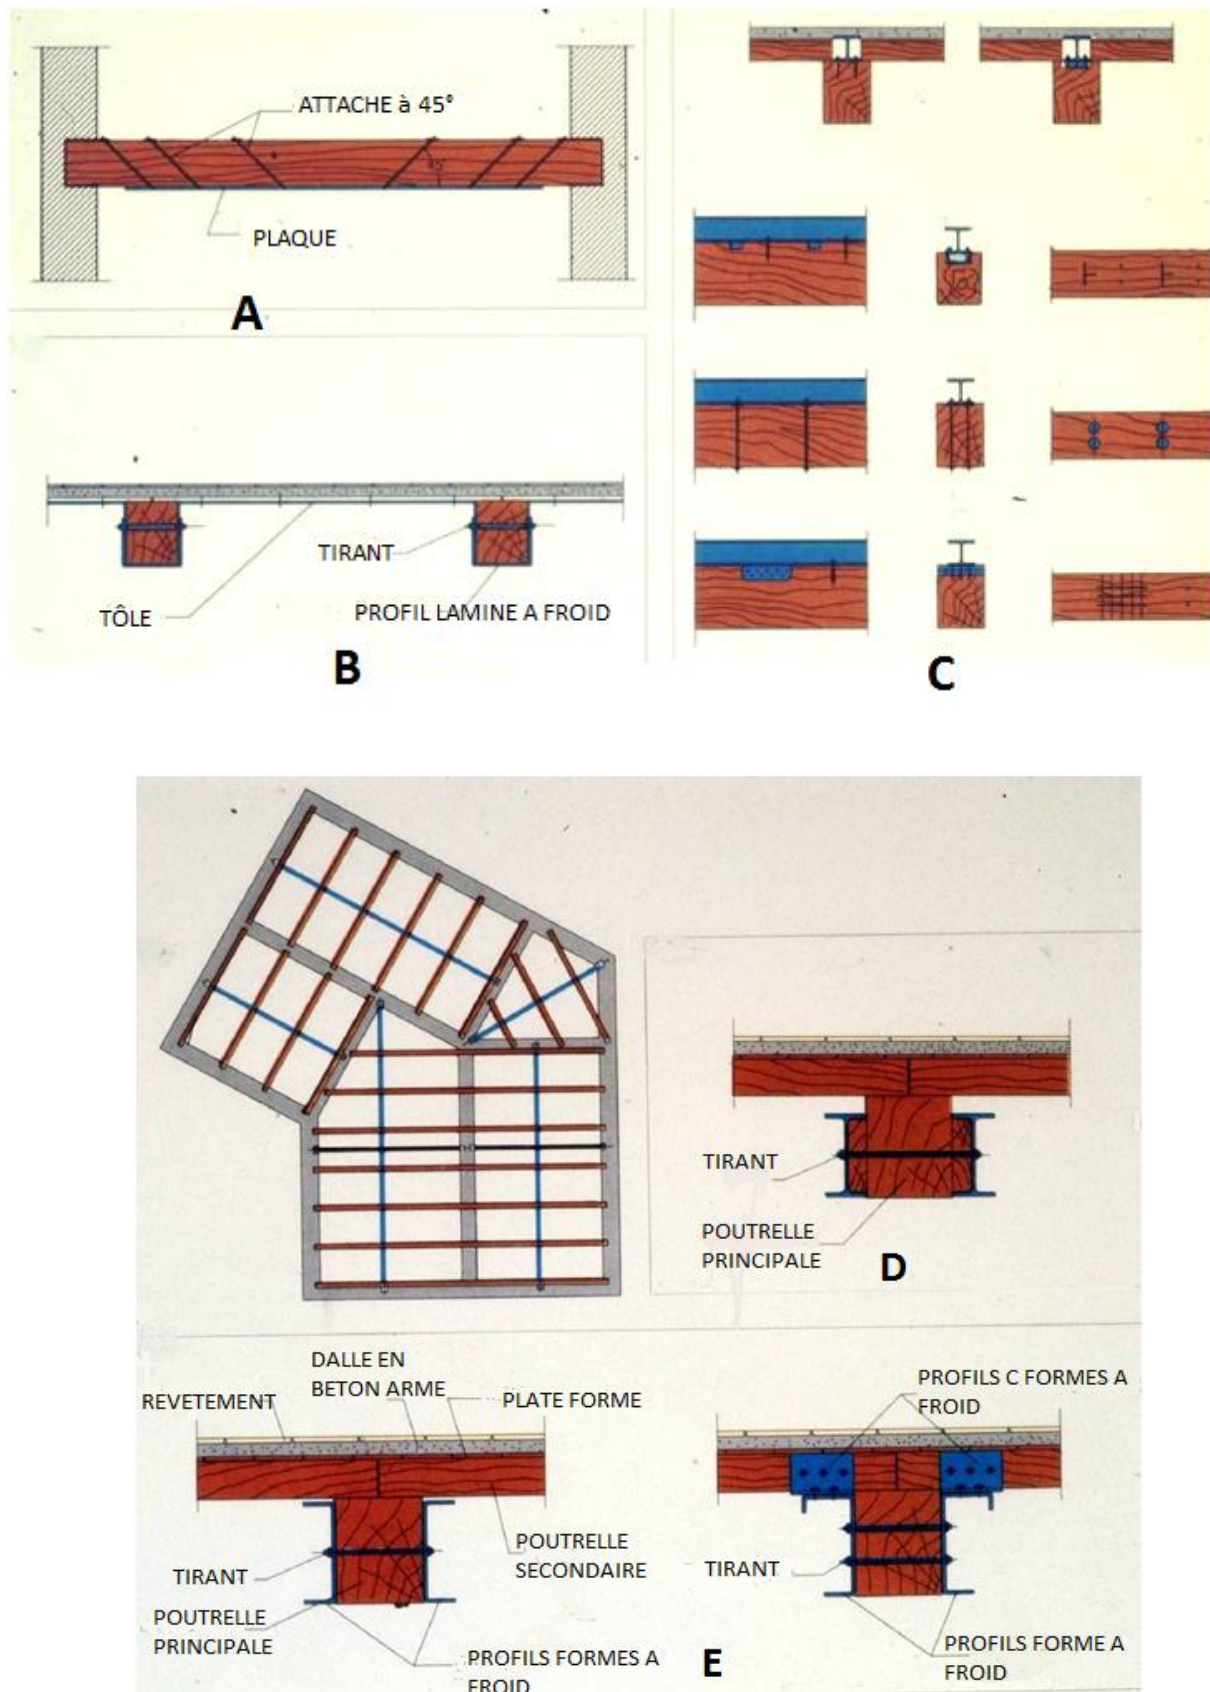 ATTACHE à 45°
PLAQUE
A
TIRANT
TÔLE
PROFIL LAMINE A FROID
B
C
TIRANT
POUTRELLE
PRINCIPALE
D
DALLE EN
BETON ARME
REVETEMENT
PLATE FORME
TIRANT
POUTRELLE
SECONDAIRE
POUTRELLE
PRINCIPALE
PROFILS FORMES A
FROID
PROFILS C FORMES A
FROID
TIRANT
PROFILS FORME A
FROID
E